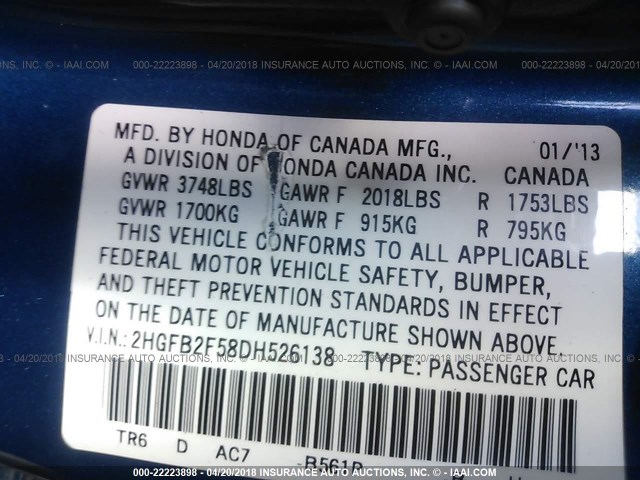 000-22223898 - 04/20/2018 INSURANCE AUTO AUCTIONS, INC. © - IAAI.COM
MFD. BY HONDA OF CANADA MFG., 01/'13
A DIVISION OF HONDA CANADA INC. CANADA
GVWR 3748LBS GAWR F 2018LBS R 1753LBS
GVWR 1700KG GAWR F 915KG R 795KG
THIS VEHICLE CONFORMS TO ALL APPLICABLE
FEDERAL MOTOR VEHICLE SAFETY, BUMPER,
AND THEFT PREVENTION STANDARDS IN EFFECT
ON THE DATE OF MANUFACTURE SHOWN ABOVE.
V.I.N.: 2HGFB2F58DH526138 TYPE: PASSENGER CAR
TR6 D AC7 -B561P
000-22223898 - 04/20/2018 INSURANCE AUTO AUCTIONS, INC. © - IAAI.COM